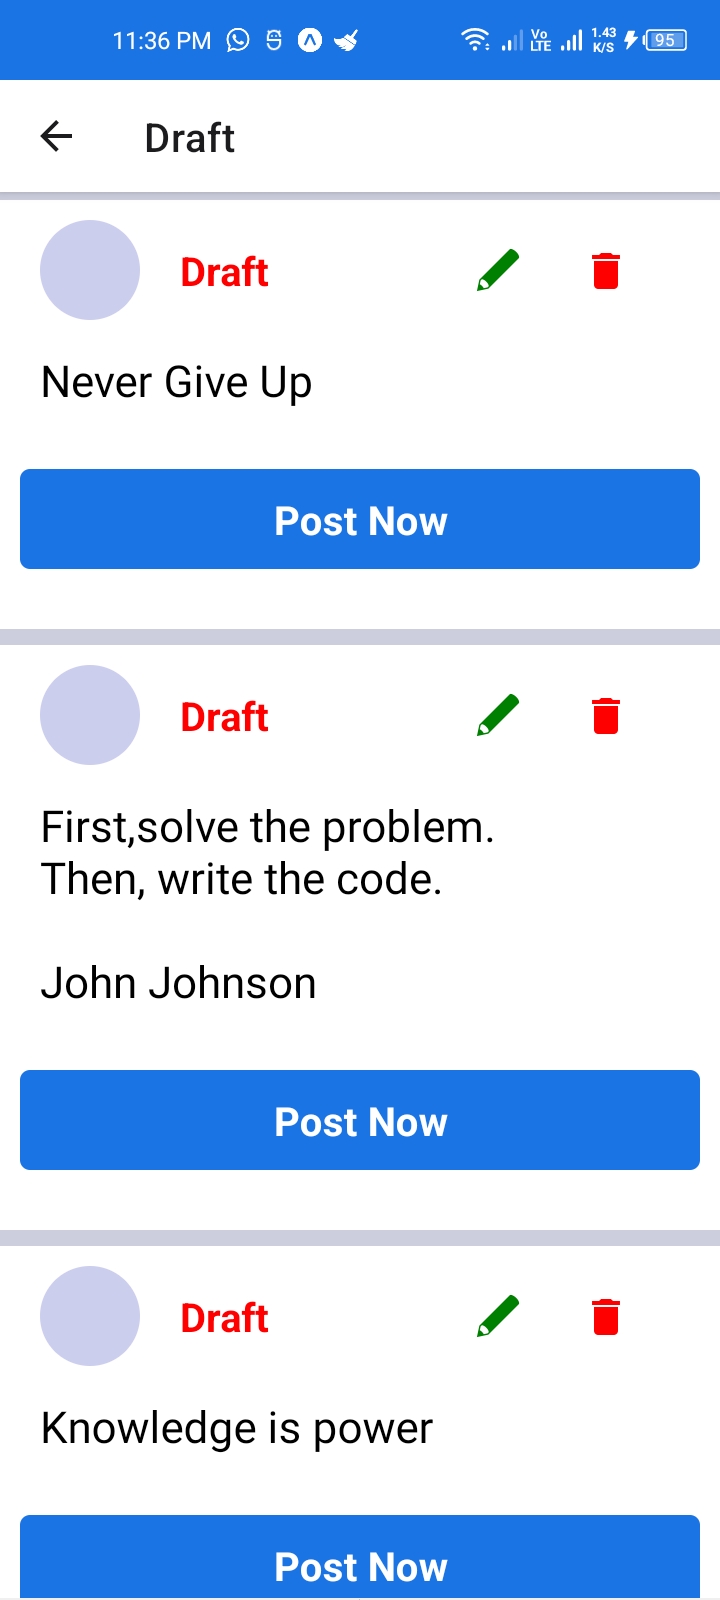 11:36 PM
Vo
LTE
1.43
K/S
95
Draft
Draft
Never Give Up
Post Now
Draft
First,solve the problem.
Then, write the code.
John Johnson
Post Now
Draft
Knowledge is power
Post Now